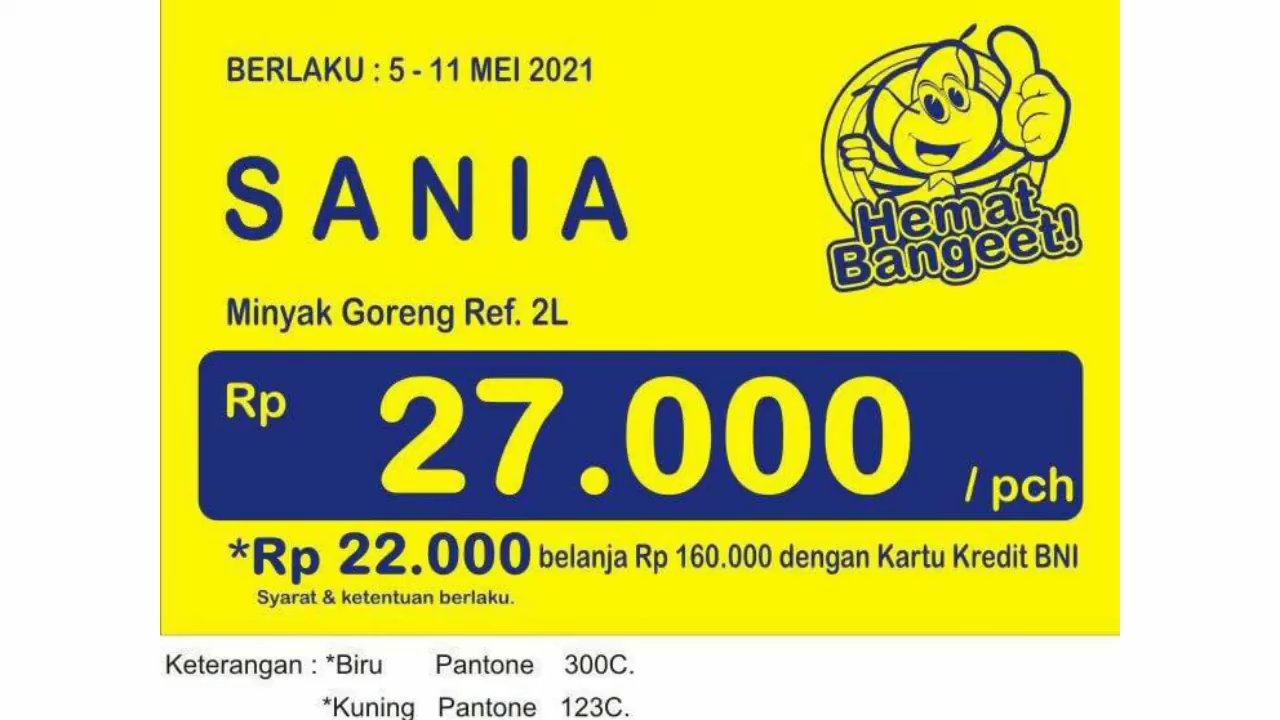 BERLAKU : 5 - 11 MEI 2021
SANIA
Hemat
Bangeet!
Minyak Goreng Ref. 2L
Rp 27.000 / pch
*Rp 22.000 belanja Rp 160.000 dengan Kartu Kredit BNI
Syarat & ketentuan berlaku.
Keterangan : *Biru Pantone 300C.
*Kuning Pantone 123C.